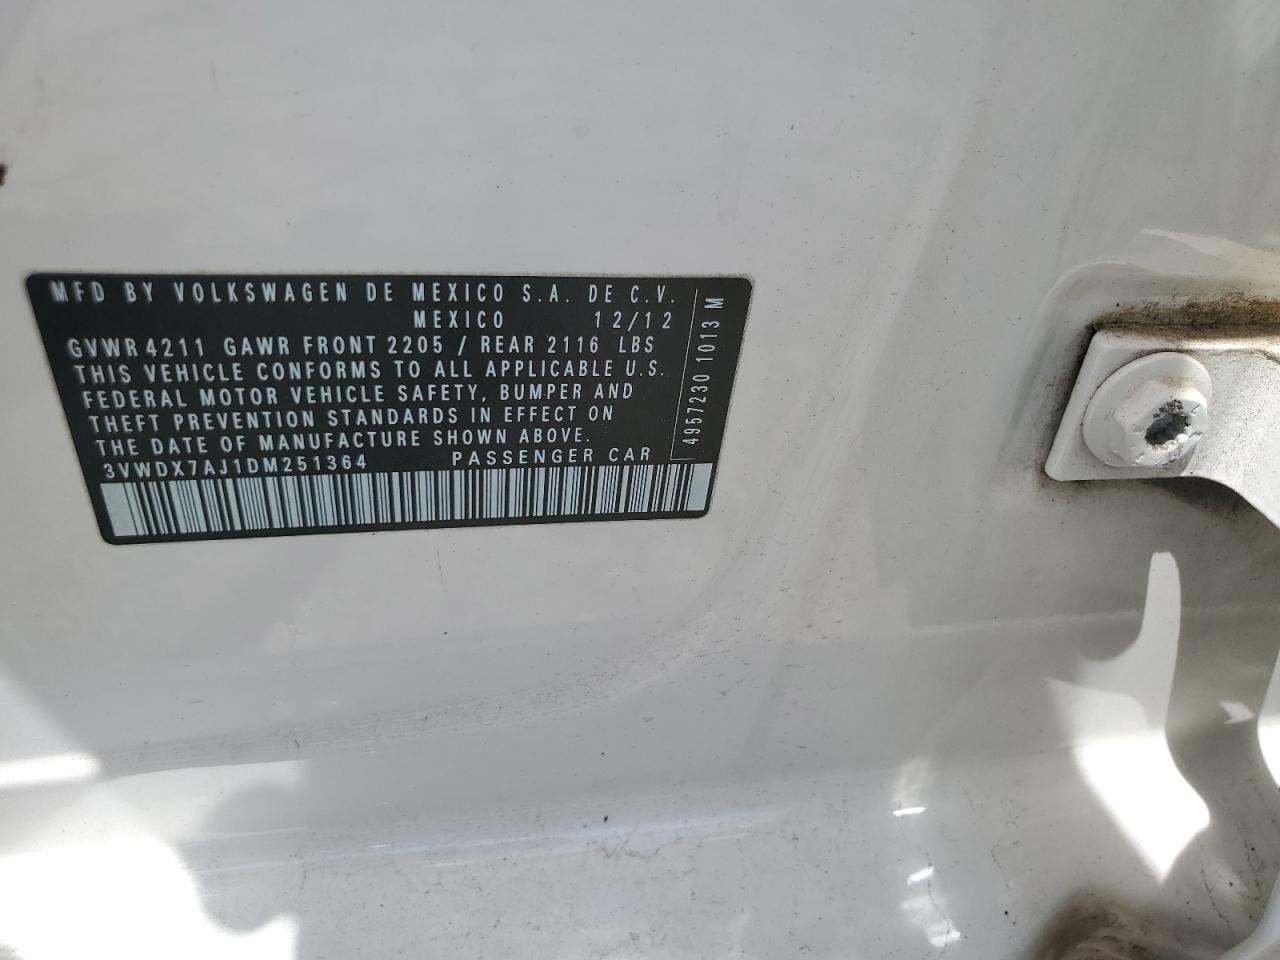 MFD BY VOLKSWAGEN DE MEXICO S.A. DE C.V.
MEXICO 12/12
GVWR 4211 GAWR FRONT 2205 / REAR 2116 LBS
THIS VEHICLE CONFORMS TO ALL APPLICABLE U.S.
FEDERAL MOTOR VEHICLE SAFETY, BUMPER AND
THEFT PREVENTION STANDARDS IN EFFECT ON
THE DATE OF MANUFACTURE SHOWN ABOVE.
3VWDX7AJ1DM251364 PASSENGER CAR
4957230 1013 M